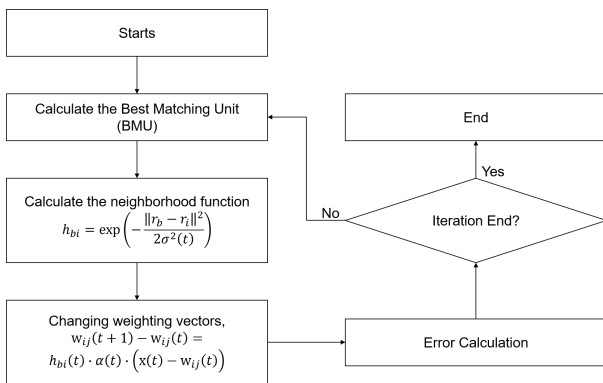 Starts
Calculate the Best Matching Unit
(BMU)
Calculate the neighborhood function
h_{bi} = exp(−‖r_b − r_i‖² / 2σ²(t))
Changing weighting vectors,
w_{ij}(t + 1) − w_{ij}(t) =
h_{bi}(t) · α(t) · (x(t) − w_{ij}(t))
Error Calculation
Iteration End?
No
Yes
End